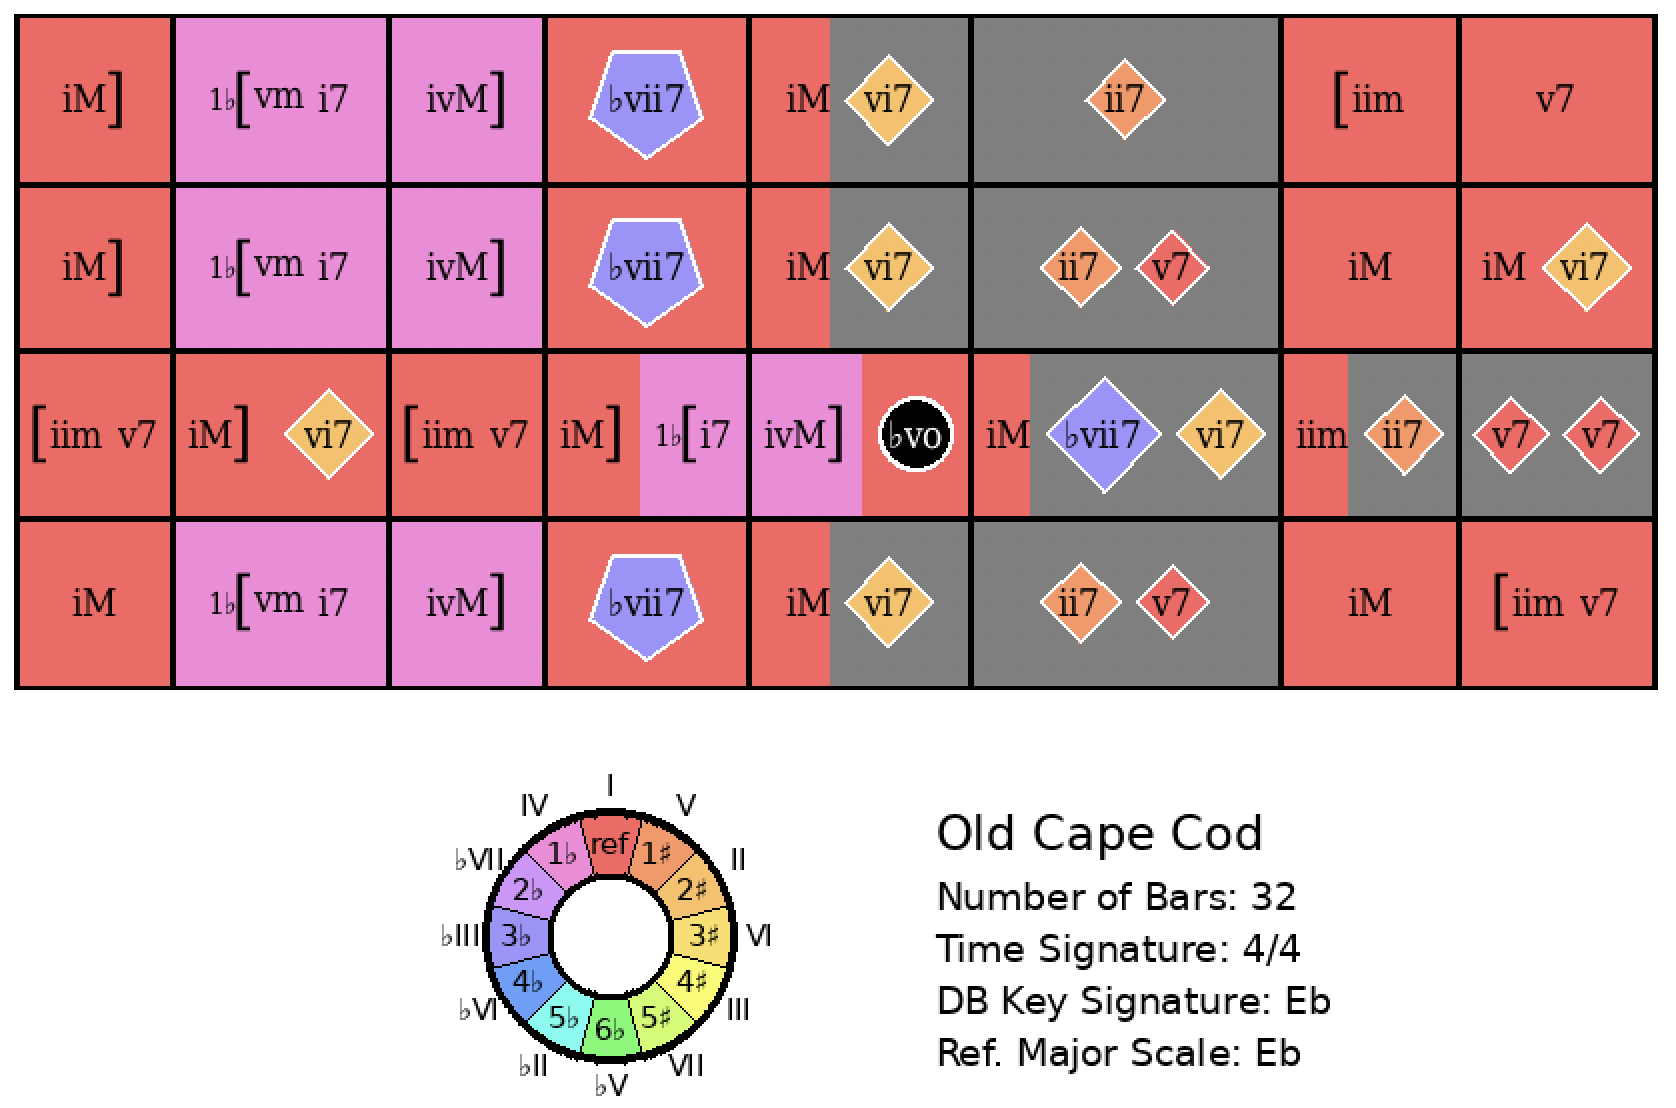 iM] 1♭[vm i7 ivM] ♭vii7 iM vi7 ii7 [iim v7
iM] 1♭[vm i7 ivM] ♭vii7 iM vi7 ii7 v7 iM iM vi7
[iim v7 iM] vi7 [iim v7 iM] 1♭[i7 ivM] ♭vo iM ♭vii7 vi7 iim ii7 v7 v7
iM 1♭[vm i7 ivM] ♭vii7 iM vi7 ii7 v7 iM [iim v7
I
IV V
1♭ ref 1♯
♭VII II
2♭ 2♯
♭III 3♭ 3♯ VI
4♭ 4♯
♭VI III
5♭ 6♭ 5♯
♭II VII
♭V
Old Cape Cod
Number of Bars: 32
Time Signature: 4/4
DB Key Signature: Eb
Ref. Major Scale: Eb